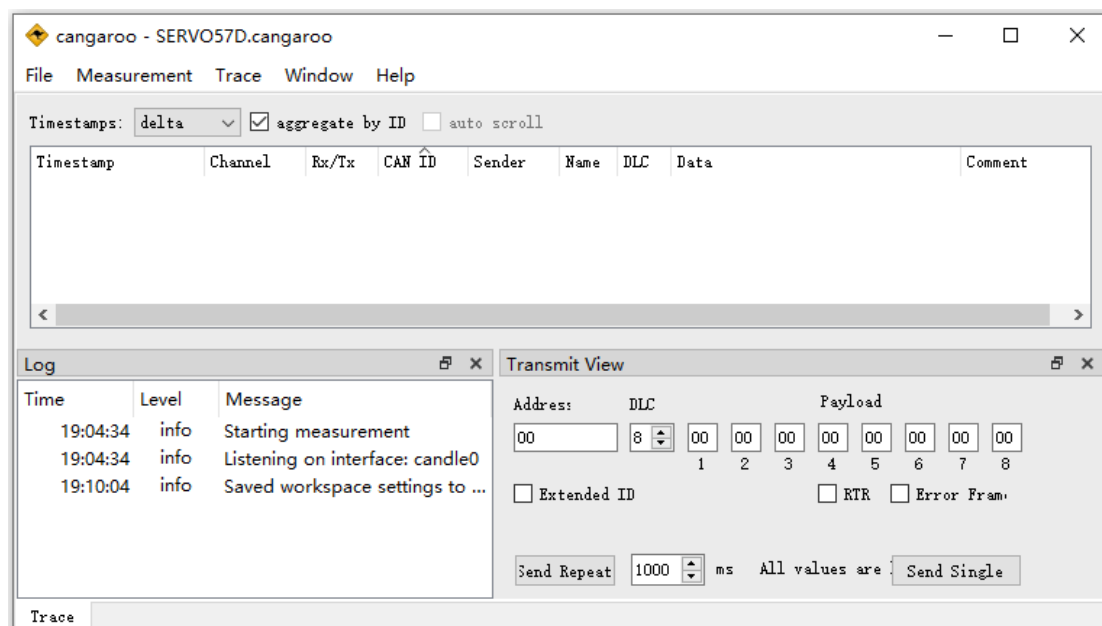 cangaroo - SERVO57D.cangaroo
File Measurement Trace Window Help
Timestamps: delta aggregate by ID auto scroll
Timestamp Channel Rx/Tx CAN ID Sender Name DLC Data Comment
Log
Time Level Message
19:04:34 info Starting measurement
19:04:34 info Listening on interface: candle0
19:10:04 info Saved workspace settings to ...
Transmit View
Address DLC Payload
00 8 00 00 00 00 00 00 00 00
1 2 3 4 5 6 7 8
Extended ID RTR Error Fram
Send Repeat 1000 ms All values are Send Single
Trace